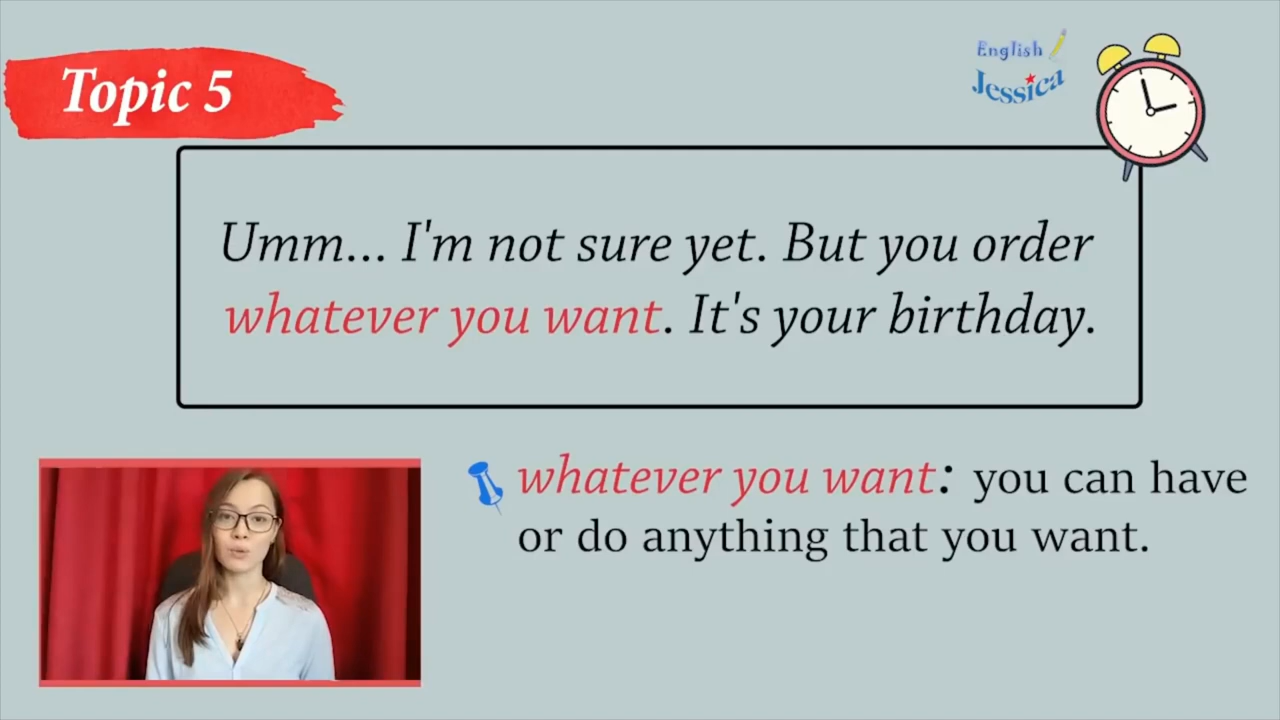 Topic 5
English
Jessica
Umm... I'm not sure yet. But you order
whatever you want. It's your birthday.
whatever you want: you can have
or do anything that you want.